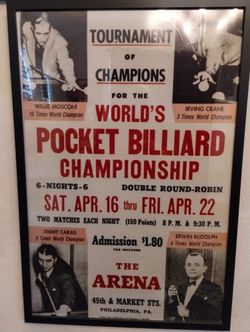 TOURNAMENT
OF
CHAMPIONS
FOR THE
WILLIE MOSCONI
10 Times World Champion
IRVING CRANE
3 Times World Champion
WORLD'S
POCKET BILLIARD
CHAMPIONSHIP
6-NIGHTS-6 DOUBLE ROUND-ROBIN
SAT. APR. 16 thru FRI. APR. 22
TWO MATCHES EACH NIGHT (150 Points) 8 P.M. & 9:30 P.M.
JIMMY CARAS
4 Times World Champion
Admission $1.80
TAX INCLUDED
ERWIN RUDOLPH
4 Times World Champion
THE
ARENA
45th & MARKET STS.
PHILADELPHIA, PA.